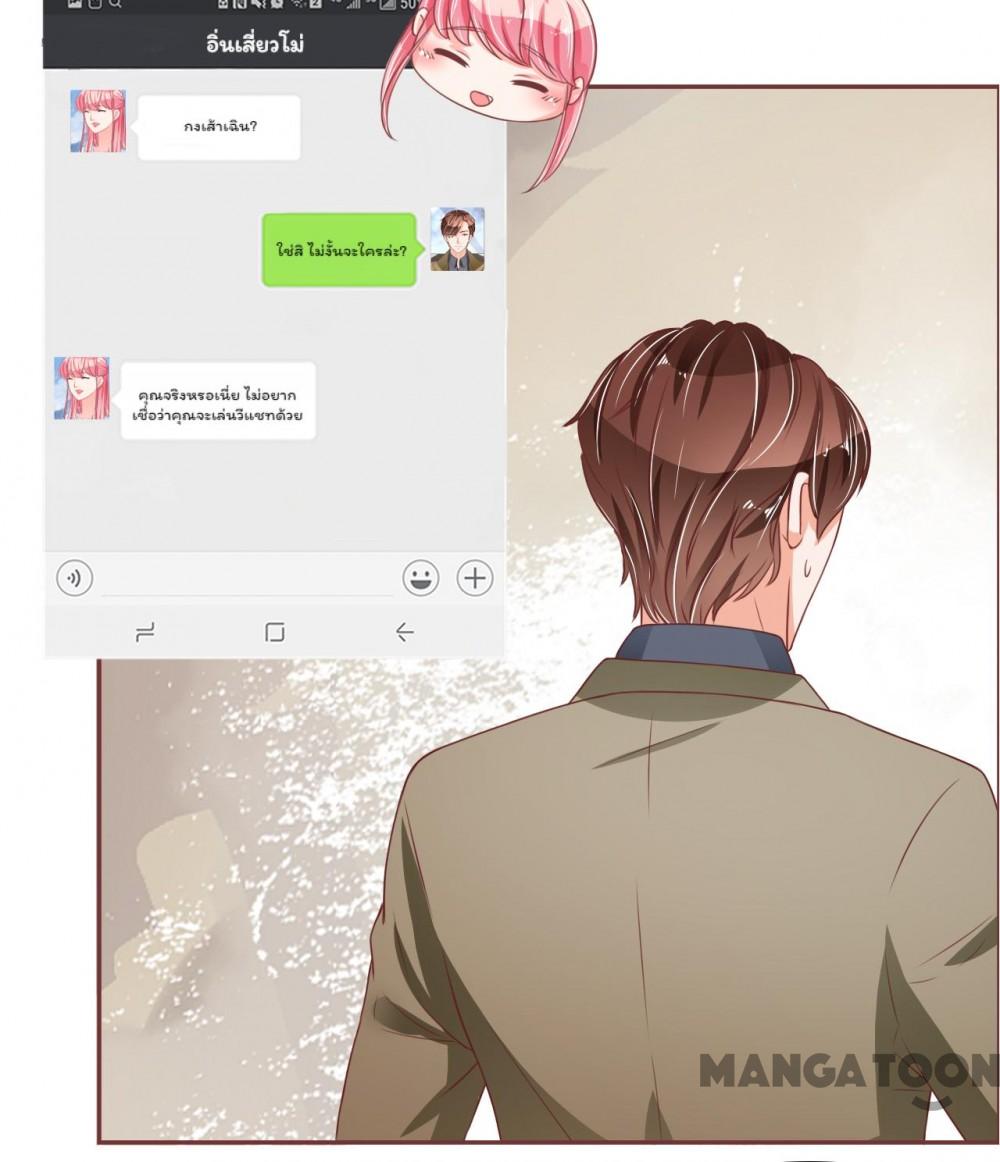 50%
อิ่นเสี่ยวโม่
กงเส้าเฉิน?
ใช่สิ ไม่งั้นจะใครล่ะ?
คุณจริงหรอเนี่ย ไม่อยาก
เชื่อว่าคุณจะเล่นวีแชทด้วย
MANGATOON